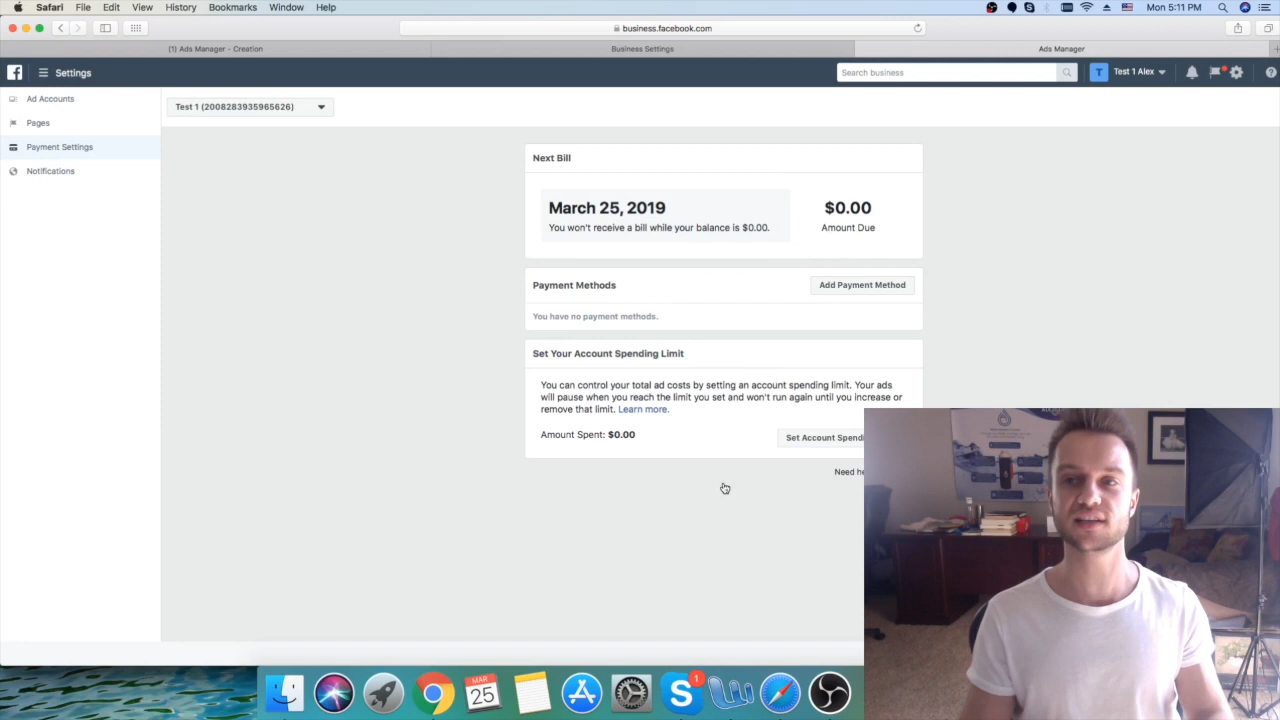 Safari File Edit View History Bookmarks Window Help
Mon 5:11 PM
business.facebook.com
(1) Ads Manager - Creation
Business Settings
Ads Manager
Settings
Search business
T
Test 1 Alex
Ad Accounts
Pages
Payment Settings
Notifications
Test 1 (2008283935965626)
Next Bill
March 25, 2019
$0.00
You won't receive a bill while your balance is $0.00.
Amount Due
Payment Methods
Add Payment Method
You have no payment methods.
Set Your Account Spending Limit
You can control your total ad costs by setting an account spending limit. Your ads
will pause when you reach the limit you set and won't run again until you increase or
remove that limit. Learn more.
Amount Spent: $0.00
Set Account Spendi
Need he
MAR
25
1